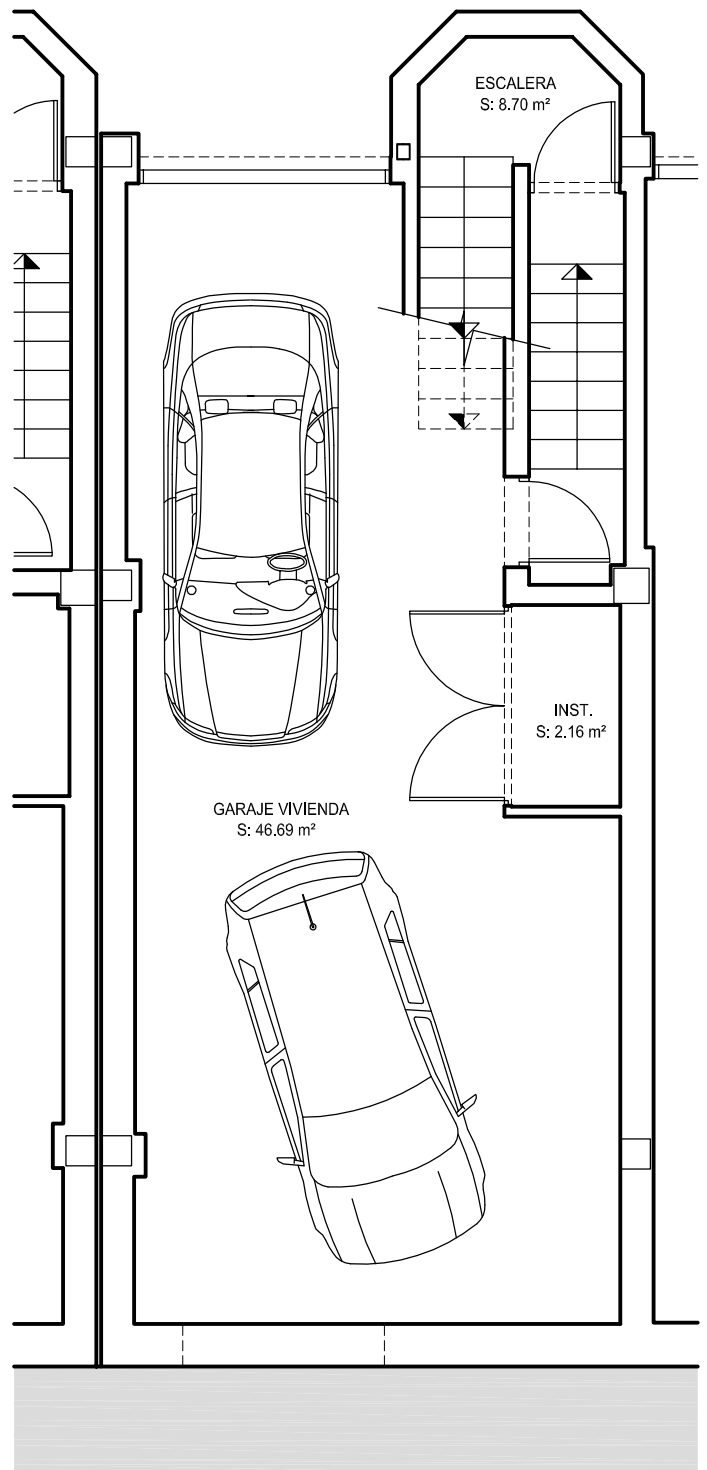 ESCALERA
S: 8.70 m²
INST.
S: 2.16 m²
GARAJE VIVIENDA
S: 46.69 m²